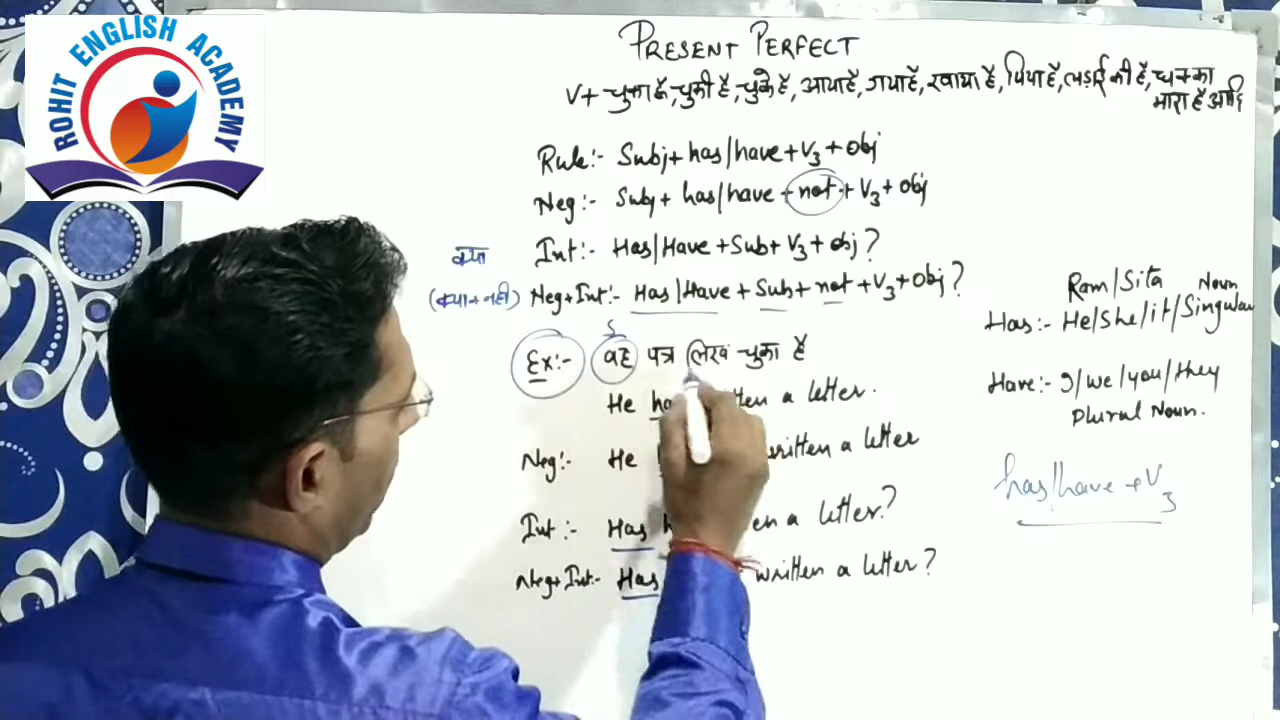 ROHIT ENGLISH ACADEMY
PRESENT PERFECT
V+ चुका है, चुकी है, चुके हैं, आया है, गया है, खाया है, पिया है, लड़ाई की है, चक्का
मारा है आदि
Rule:- Subj+ has/have + V3 + Obj
Neg:- Subj+ has/have + not + V3 + Obj
क्या Int:- Has/Have + Sub + V3 + obj?
(क्या + नही) Neg+Int:- Has/Have + Sub + not + V3 + Obj?
S
Ex:- वह पत्र लिख चुका है
He a letter.
Neg:- He written a letter
Int:- Has a letter?
Neg+Int:- Has written a letter?
Ram/Sita Noun
Has:- He/She/it/Singular
Have:- I/we/you/they
Plural Noun.
has/have + V3